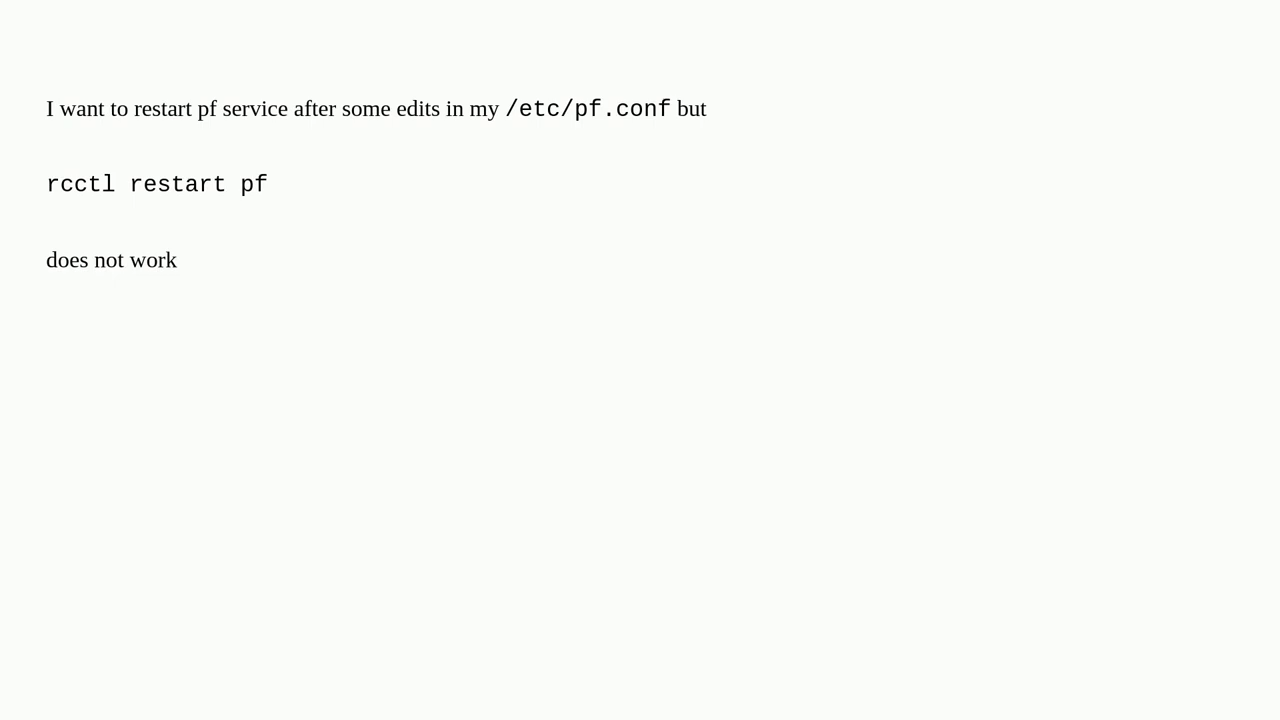 I want to restart pf service after some edits in my /etc/pf.conf but
rcctl restart pf
does not work